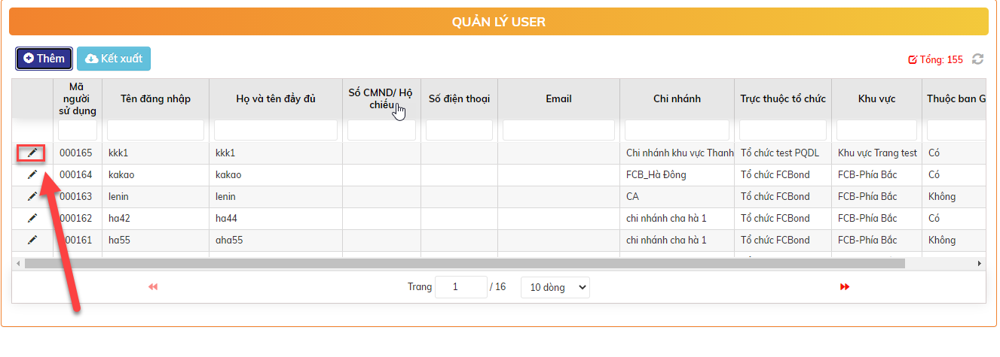 QUẢN LÝ USER
Thêm Kết xuất Tổng: 155
Mã người sử dụng Tên đăng nhập Họ và tên đầy đủ Số CMND/ Hộ chiếu Số điện thoại Email Chi nhánh Trực thuộc tổ chức Khu vực Thuộc ban G
000165 kkk1 kkk1 Chi nhánh khu vực Thanh Tổ chức test PQDL Khu vực Trang test Có
000164 kakao kakao FCB_Hà Đông Tổ chức FCBond FCB-Phía Bắc Có
000163 lenin lenin CA Tổ chức FCBond FCB-Phía Bắc Không
000162 ha42 ha44 chi nhánh cha hà 1 Tổ chức FCBond FCB-Phía Bắc Có
000161 ha55 aha55 chi nhánh cha hà 1 Tổ chức FCBond FCB-Phía Bắc Không
Trang 1 / 16 10 dòng